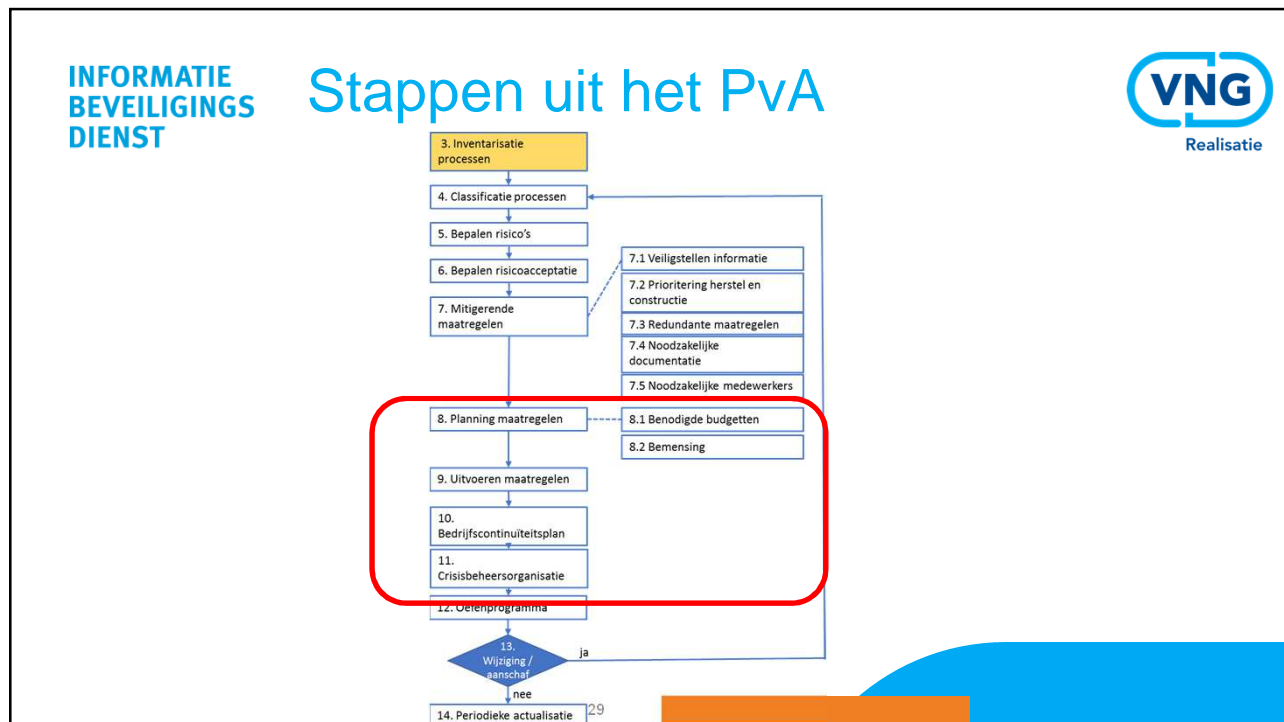 INFORMATIE
BEVEILIGINGS
DIENST
Stappen uit het PvA
VNG
Realisatie
3. Inventarisatie
processen
4. Classificatie processen
5. Bepalen risico's
6. Bepalen risicoacceptatie
7. Mitigerende
maatregelen
7.1 Veiligstellen informatie
7.2 Prioritering herstel en
constructie
7.3 Redundante maatregelen
7.4 Noodzakelijke
documentatie
7.5 Noodzakelijke medewerkers
8. Planning maatregelen
8.1 Benodigde budgetten
8.2 Bemensing
9. Uitvoeren maatregelen
10.
Bedrijfscontinuïteitsplan
11.
Crisisbeheersorganisatie
12. Oefenprogramma
13.
Wijziging /
aanschaf
ja
nee
14. Periodieke actualisatie
29